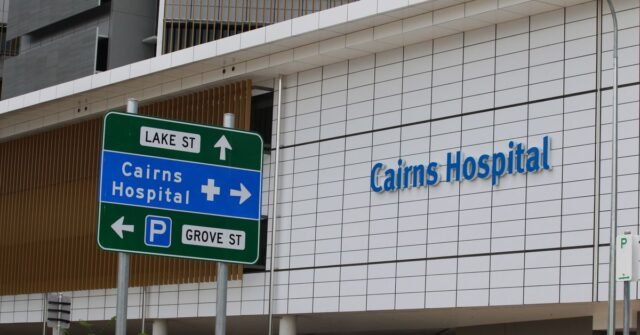 LAKE ST
Cairns
Hospital
P GROVE ST
Cairns Hospital
P